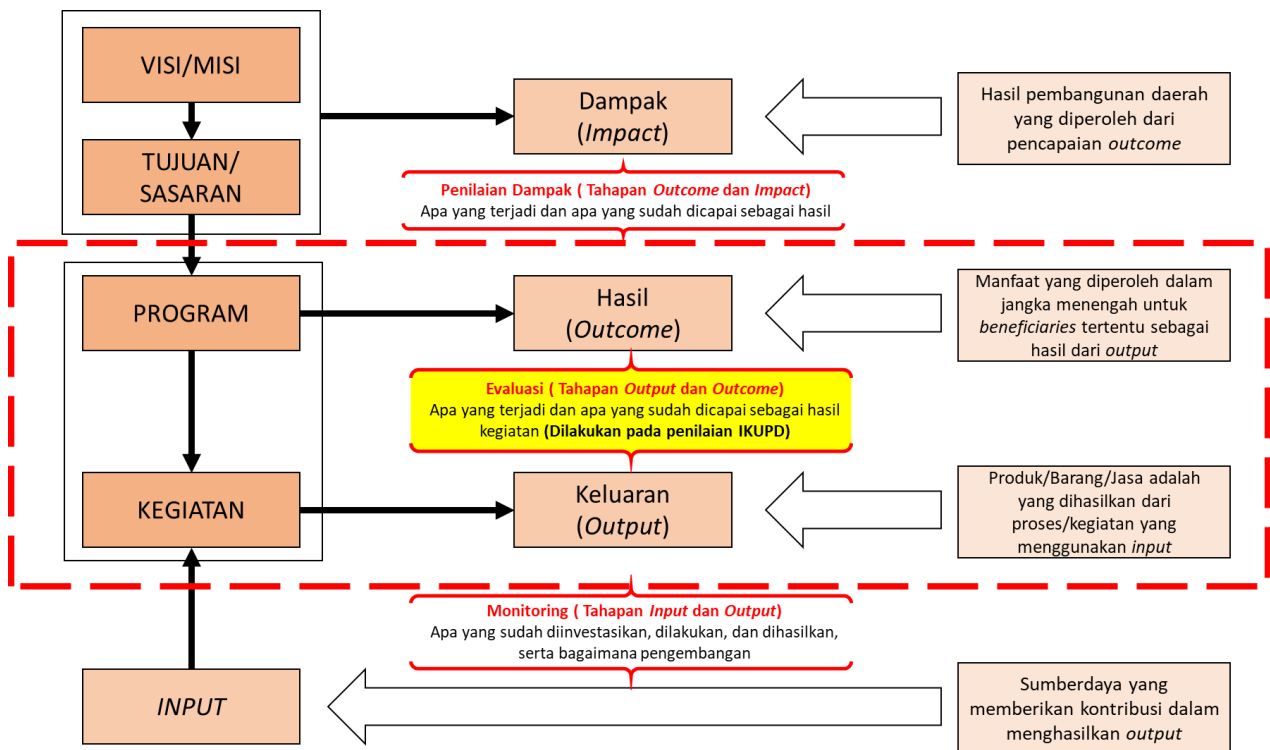 VISI/MISI
TUJUAN/
SASARAN
Dampak
(Impact)
Hasil pembangunan daerah
yang diperoleh dari
pencapaian outcome
Penilaian Dampak ( Tahapan Outcome dan Impact)
Apa yang terjadi dan apa yang sudah dicapai sebagai hasil
PROGRAM
Hasil
(Outcome)
Manfaat yang diperoleh dalam
jangka menengah untuk
beneficiaries tertentu sebagai
hasil dari output
Evaluasi ( Tahapan Output dan Outcome)
Apa yang terjadi dan apa yang sudah dicapai sebagai hasil
kegiatan (Dilakukan pada penilaian IKUPD)
KEGIATAN
Keluaran
(Output)
Produk/Barang/Jasa adalah
yang dihasilkan dari
proses/kegiatan yang
menggunakan input
Monitoring ( Tahapan Input dan Output)
Apa yang sudah diinvestasikan, dilakukan, dan dihasilkan,
serta bagaimana pengembangan
INPUT
Sumberdaya yang
memberikan kontribusi dalam
menghasilkan output